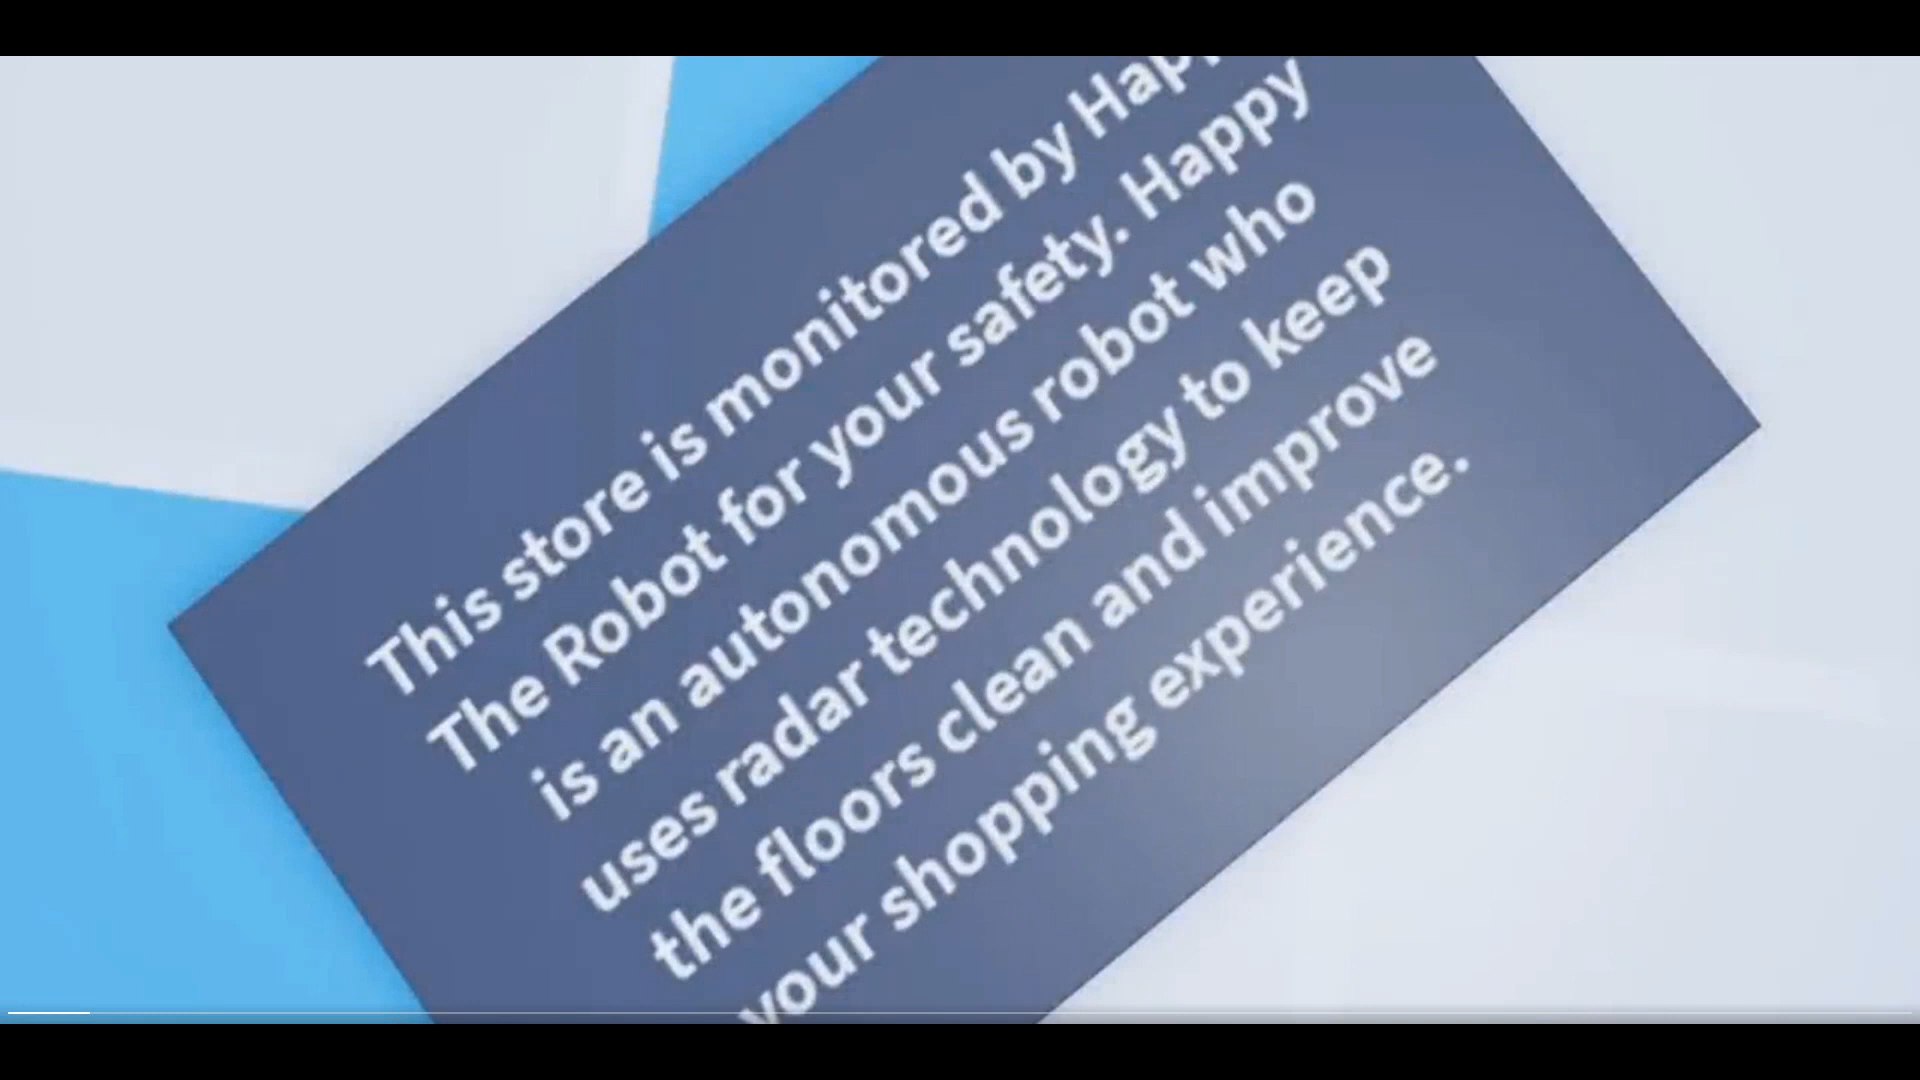 This store is monitored by
The Robot for your safety. Happy
is an autonomous robot who
uses radar technology to keep
the floors clean and improve
your shopping experience.